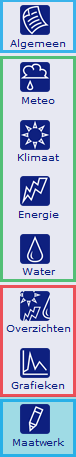 Algemeen
Meteo
Klimaat
Energie
Water
Overzichten
Grafieken
Maatwerk